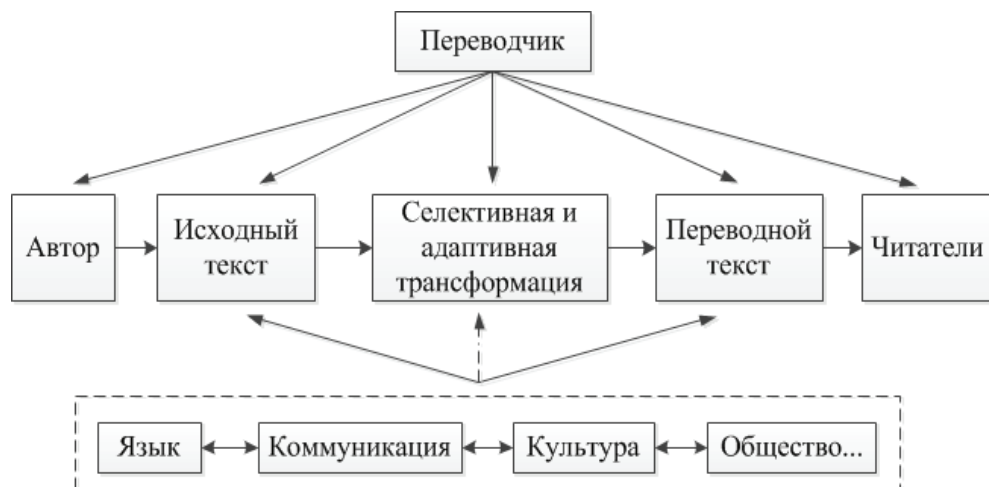 Переводчик
Автор
Исходный
текст
Селективная и
адаптивная
трансформация
Переводной
текст
Читатели
Язык
Коммуникация
Культура
Общество...